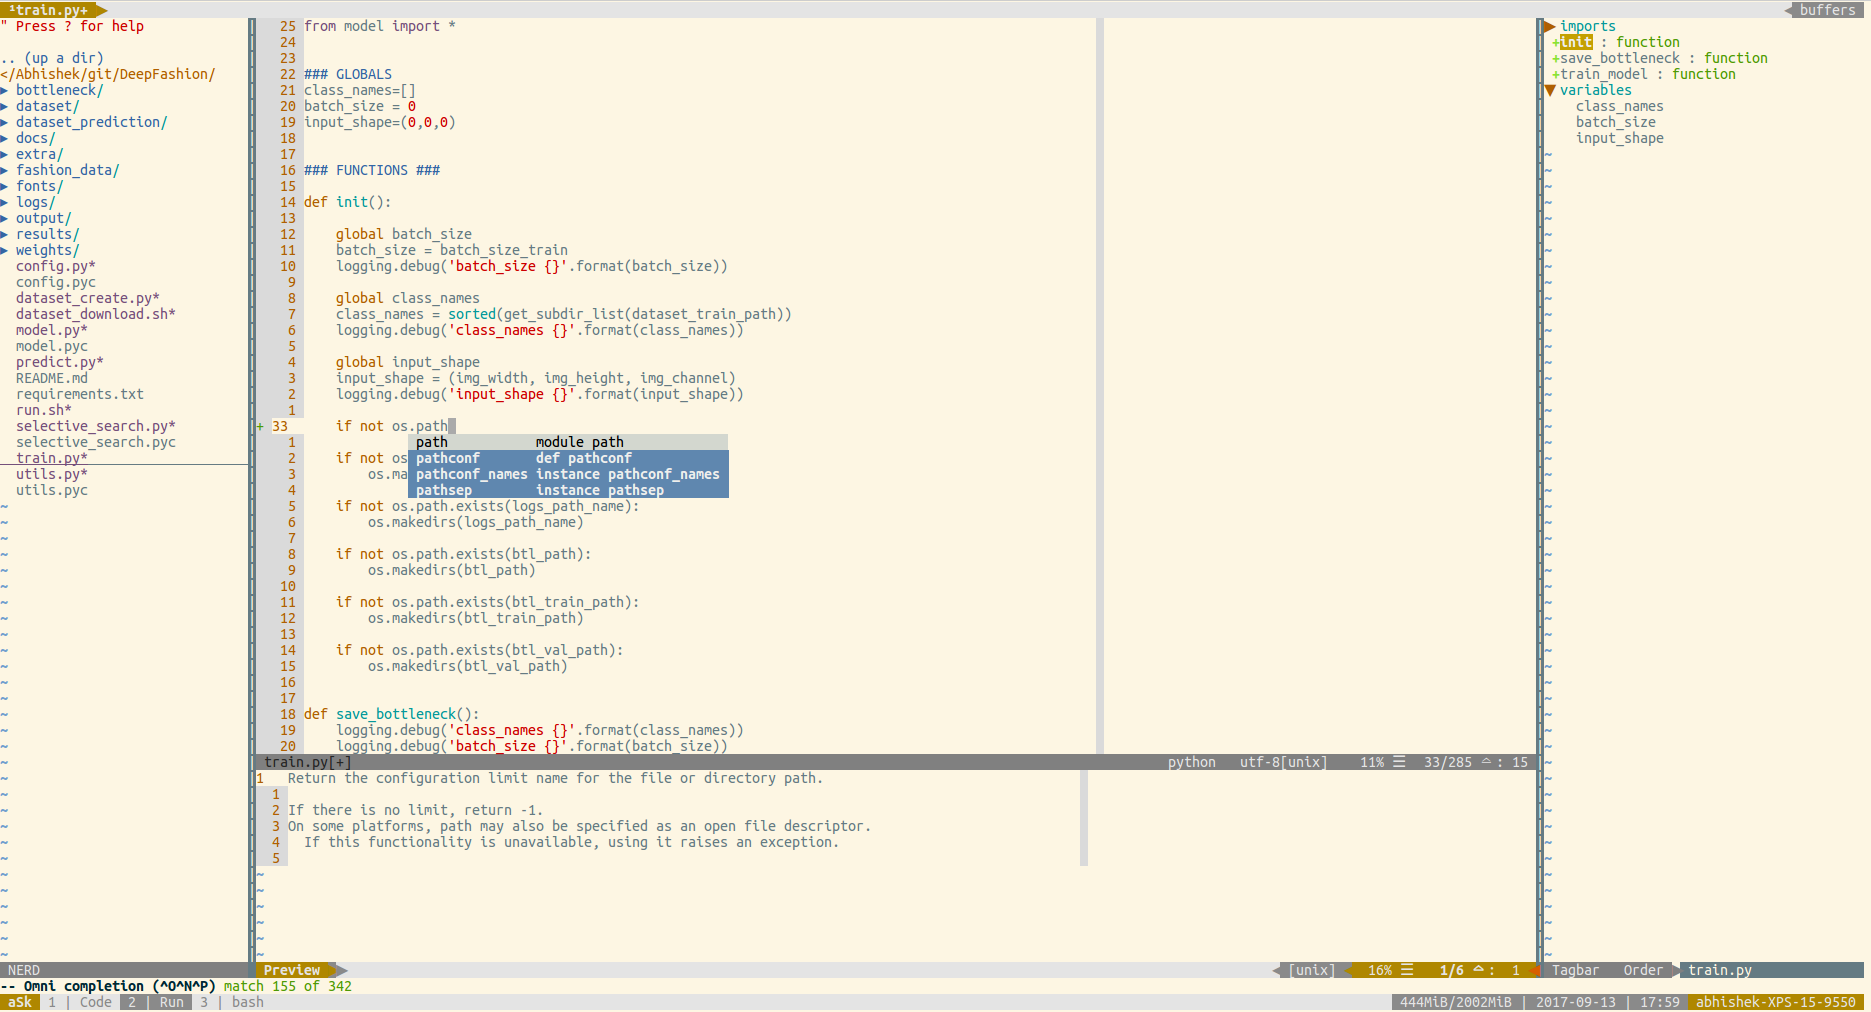 ¹train.py+ buffers
" Press ? for help
.. (up a dir)
</Abhishek/git/DeepFashion/
▶ bottleneck/
▶ dataset/
▶ dataset_prediction/
▶ docs/
▶ extra/
▶ fashion_data/
▶ fonts/
▶ logs/
▶ output/
▶ results/
▶ weights/
config.py*
config.pyc
dataset_create.py*
dataset_download.sh*
model.py*
model.pyc
predict.py*
README.md
requirements.txt
run.sh*
selective_search.py*
selective_search.pyc
train.py*
utils.py*
utils.pyc
NERD
25 from model import *
24
23
22 ### GLOBALS
21 class_names=[]
20 batch_size = 0
19 input_shape=(0,0,0)
18
17
16 ### FUNCTIONS ###
15
14 def init():
13
12     global batch_size
11     batch_size = batch_size_train
10     logging.debug('batch_size {}'.format(batch_size))
9
8     global class_names
7     class_names = sorted(get_subdir_list(dataset_train_path))
6     logging.debug('class_names {}'.format(class_names))
5
4     global input_shape
3     input_shape = (img_width, img_height, img_channel)
2     logging.debug('input_shape {}'.format(input_shape))
1
+ 33     if not os.path
1 path module path
2     if not os pathconf def pathconf
3         os.ma pathconf_names instance pathconf_names
4 pathsep instance pathsep
5     if not os.path.exists(logs_path_name):
6         os.makedirs(logs_path_name)
7
8     if not os.path.exists(btl_path):
9         os.makedirs(btl_path)
10
11     if not os.path.exists(btl_train_path):
12         os.makedirs(btl_train_path)
13
14     if not os.path.exists(btl_val_path):
15         os.makedirs(btl_val_path)
16
17
18 def save_bottleneck():
19     logging.debug('class_names {}'.format(class_names))
20     logging.debug('batch_size {}'.format(batch_size))
train.py[+] python utf-8[unix] 11% ☰ 33/285 : 15
1 Return the configuration limit name for the file or directory path.
1
2 If there is no limit, return -1.
3 On some platforms, path may also be specified as an open file descriptor.
4   If this functionality is unavailable, using it raises an exception.
5
Preview [unix] 16% ☰ 1/6 : 1
▶ imports
+init : function
+save_bottleneck : function
+train_model : function
▼ variables
class_names
batch_size
input_shape
Tagbar Order train.py
-- Omni completion (^O^N^P) match 155 of 342
aSk 1 | Code 2 | Run 3 | bash 444MiB/2002MiB | 2017-09-13 | 17:59 abhishek-XPS-15-9550